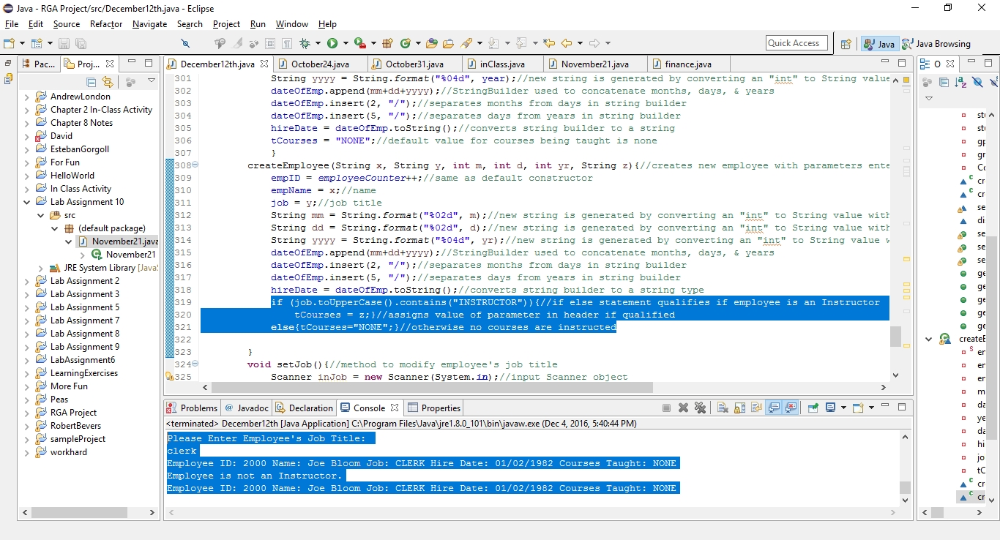 Java - RGA Project/src/December12th.java - Eclipse
File Edit Source Refactor Navigate Search Project Run Window Help
Quick Access Java Java Browsing
Pac... Proj...
December12th.java October24.java October31.java inClass.java November21.java finance.java
O
AndrewLondon
Chapter 2 In-Class Activity
Chapter 8 Notes
David
EstebanGorgoll
For Fun
HelloWorld
In Class Activity
Lab Assignment 10
src
(default package)
November21.java
November21
JRE System Library [Java
Lab Assignment 2
Lab Assignment 3
Lab Assignment 5
Lab Assignment 7
Lab Assignment 8
Lab Assignment 9
LabAssignment6
LearningExercises
More Fun
Peas
RGA Project
RobertBevers
sampleProject
workhard
301 String yyyy = String.format("%04d", year);//new string is generated by converting an "int" to String value
302 dateOfEmp.append(mm+dd+yyyy);//StringBuilder used to concatenate months, days, & years
303 dateOfEmp.insert(2, "/");//separates months from days in string builder
304 dateOfEmp.insert(5, "/");//separates days from years in string builder
305 hireDate = dateOfEmp.toString();//converts string builder to a string
306 tCourses = "NONE";//default value for courses being taught is none
307 }
308 createEmployee(String x, String y, int m, int d, int yr, String z){//creates new employee with parameters ente
309 empID = employeeCounter++;//same as default constructor
310 empName = x;//name
311 job = y;//job title
312 String mm = String.format("%02d", m);//new string is generated by converting an "int" to String value with
313 String dd = String.format("%02d", d);//new string is generated by converting an "int" to String value with
314 String yyyy = String.format("%04d", yr);//new string is generated by converting an "int" to String value w
315 dateOfEmp.append(mm+dd+yyyy);//StringBuilder used to concatenate months, days, & years
316 dateOfEmp.insert(2, "/");//separates months from days in string builder
317 dateOfEmp.insert(5, "/");//separates days from years in string builder
318 hireDate = dateOfEmp.toString();//converts string builder to a string type
319 if (job.toUpperCase().contains("INSTRUCTOR")){//if else statement qualifies if employee is an Instructor
320 tCourses = z;}//assigns value of parameter in header if qualified
321 else{tCourses="NONE";}//otherwise no courses are instructed
322
323 }
324 void setJob(){//method to modify employee's job title
325 Scanner inJob = new Scanner(System.in);//input Scanner object
stu
stu
gp
gr
Co
cr
cr
se
di
se
se
se
ge
ge
ge
ge
ge
createE
en
en
en
m
da
ye
da
hi
jo
tC
cr
cr
Problems Javadoc Declaration Console Properties
<terminated> December12th [Java Application] C:\Program Files\Java\jre1.8.0_101\bin\javaw.exe (Dec 4, 2016, 5:40:44 PM)
Please Enter Employee's Job Title:
clerk
Employee ID: 2000 Name: Joe Bloom Job: CLERK Hire Date: 01/02/1982 Courses Taught: NONE
Employee is not an Instructor.
Employee ID: 2000 Name: Joe Bloom Job: CLERK Hire Date: 01/02/1982 Courses Taught: NONE